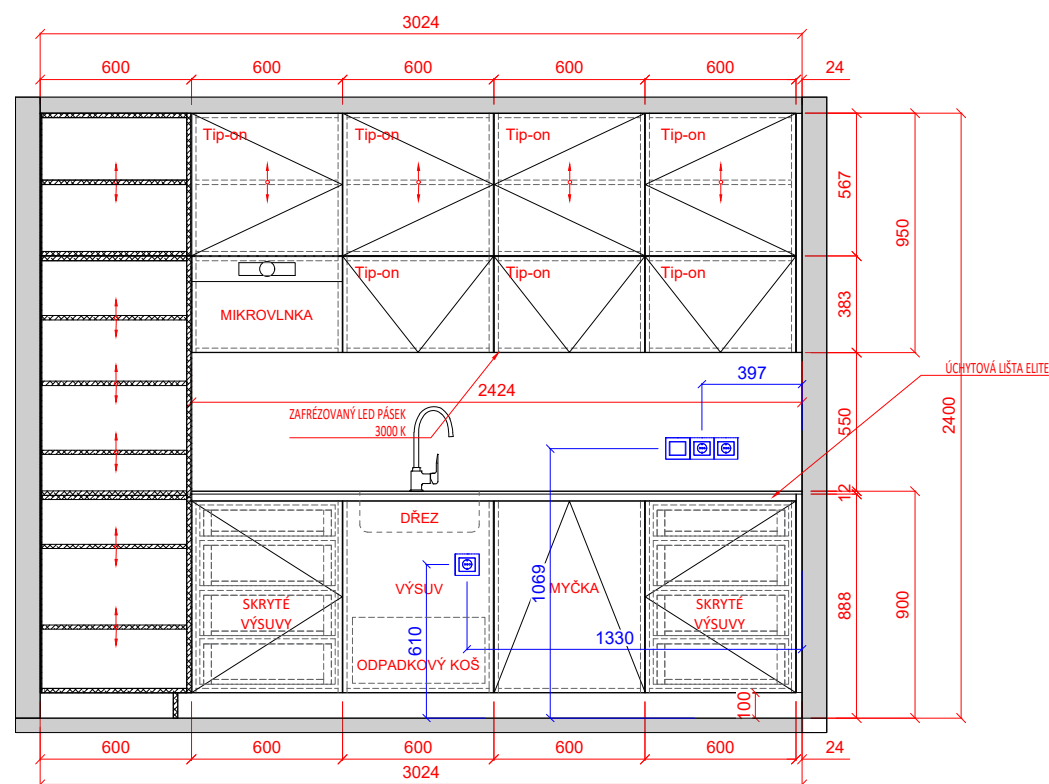 3024
600
600
600
600
600
24
Tip-on
Tip-on
Tip-on
Tip-on
567
950
MIKROVLNKA
Tip-on
Tip-on
Tip-on
383
397
ÚCHYTOVÁ LIŠTA ELITE
2424
ZAFRÉZOVANÝ LED PÁSEK
3000 K
550
2400
12
DŘEZ
VÝSUV
MYČKA
1069
SKRYTÉ
VÝSUVY
SKRYTÉ
VÝSUVY
888
900
610
1330
ODPADKOVÝ KOŠ
100
600
600
600
600
600
24
3024